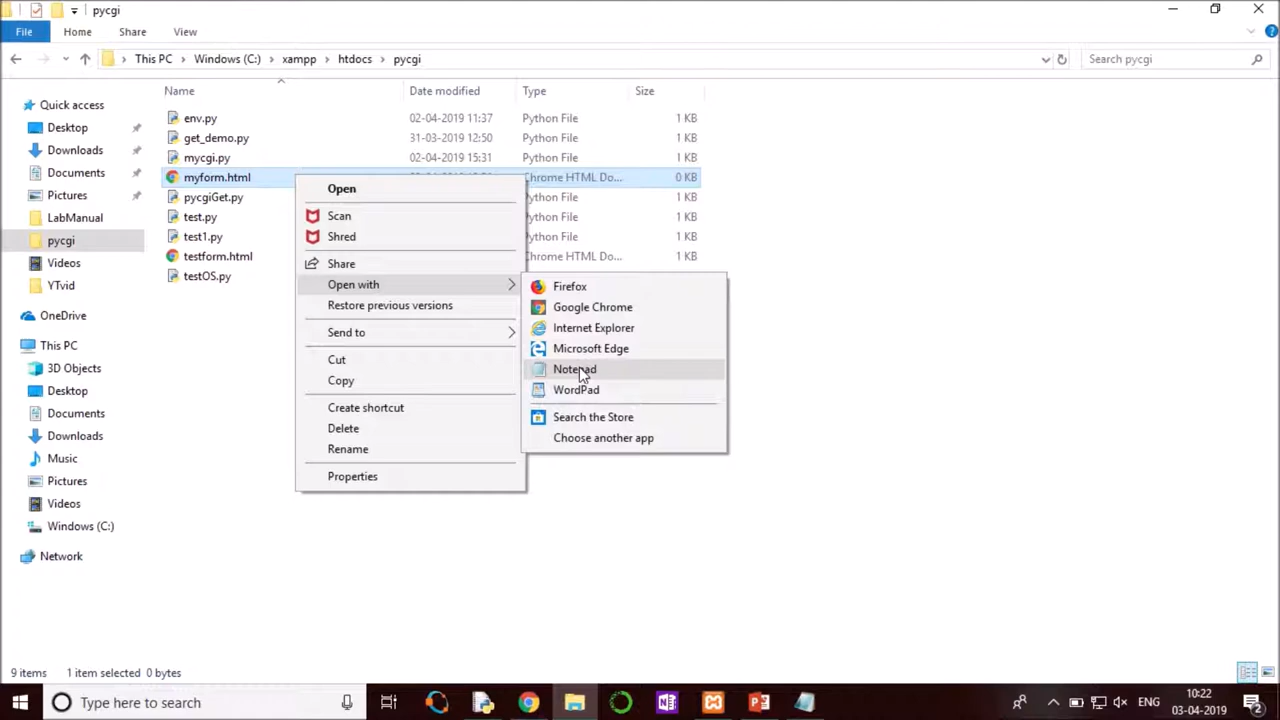 pycgi
File Home Share View
This PC Windows (C:) xampp htdocs pycgi Search pycgi
Name Date modified Type Size
Quick access
Desktop
Downloads
Documents
Pictures
LabManual
pycgi
Videos
YTvid
OneDrive
This PC
3D Objects
Desktop
Documents
Downloads
Music
Pictures
Videos
Windows (C:)
Network
env.py 02-04-2019 11:37 Python File 1 KB
get_demo.py 31-03-2019 12:50 Python File 1 KB
mycgi.py 02-04-2019 15:31 Python File 1 KB
myform.html Chrome HTML Do... 0 KB
pycgiGet.py Python File 1 KB
test.py Python File 1 KB
test1.py Python File 1 KB
testform.html Chrome HTML Do... 1 KB
testOS.py
Open
Scan
Shred
Share
Open with
Restore previous versions
Send to
Cut
Copy
Create shortcut
Delete
Rename
Properties
Firefox
Google Chrome
Internet Explorer
Microsoft Edge
Notepad
WordPad
Search the Store
Choose another app
9 items 1 item selected 0 bytes
Type here to search
ENG
10:22
03-04-2019
2